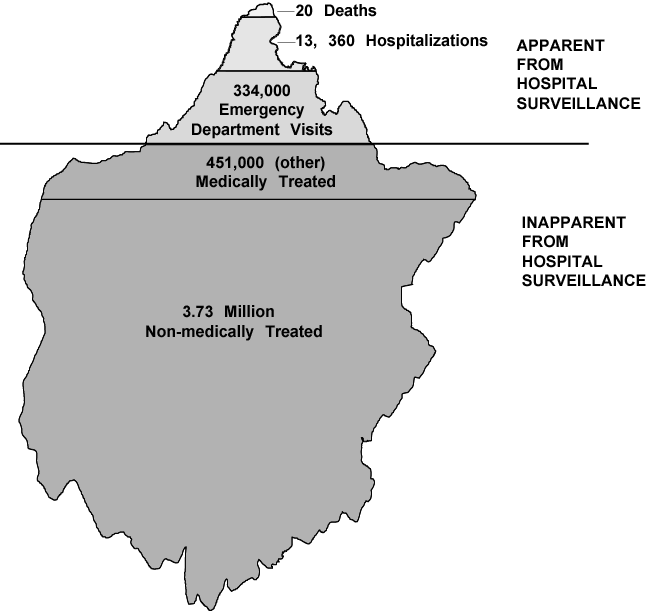 20 Deaths
13, 360 Hospitalizations
APPARENT
FROM
HOSPITAL
SURVEILLANCE
334,000
Emergency
Department Visits
451,000 (other)
Medically Treated
INAPPARENT
FROM
HOSPITAL
SURVEILLANCE
3.73 Million
Non-medically Treated